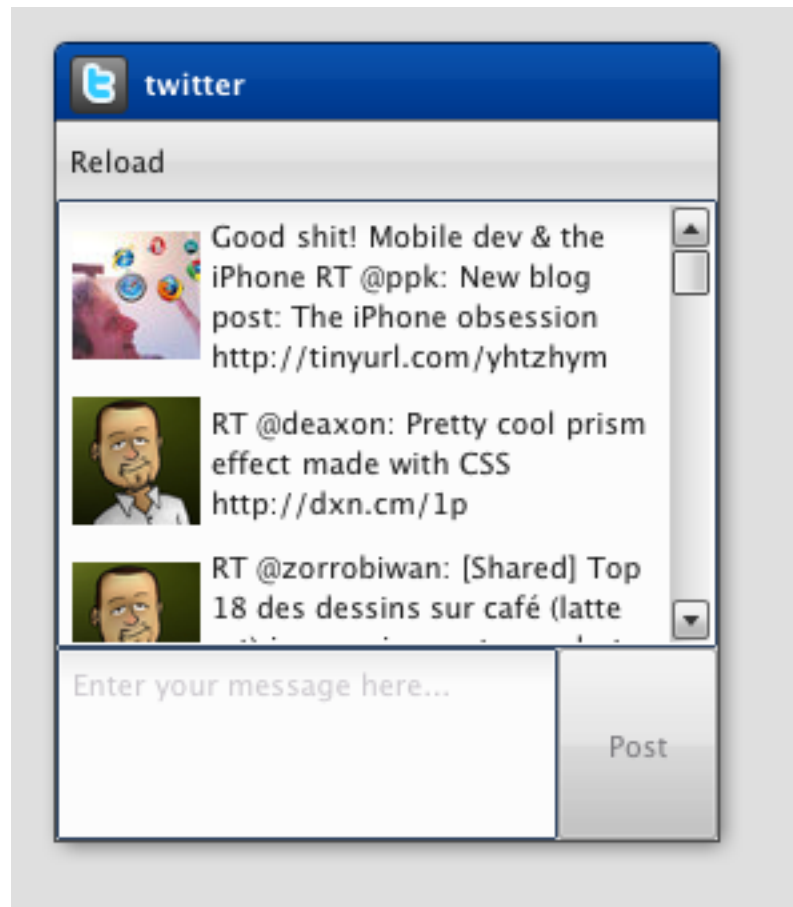 twitter
Reload
Good shit! Mobile dev & the
iPhone RT @ppk: New blog
post: The iPhone obsession
http://tinyurl.com/yhtzhym
RT @deaxon: Pretty cool prism
effect made with CSS
http://dxn.cm/1p
RT @zorrobiwan: [Shared] Top
18 des dessins sur café (latte
Enter your message here...
Post